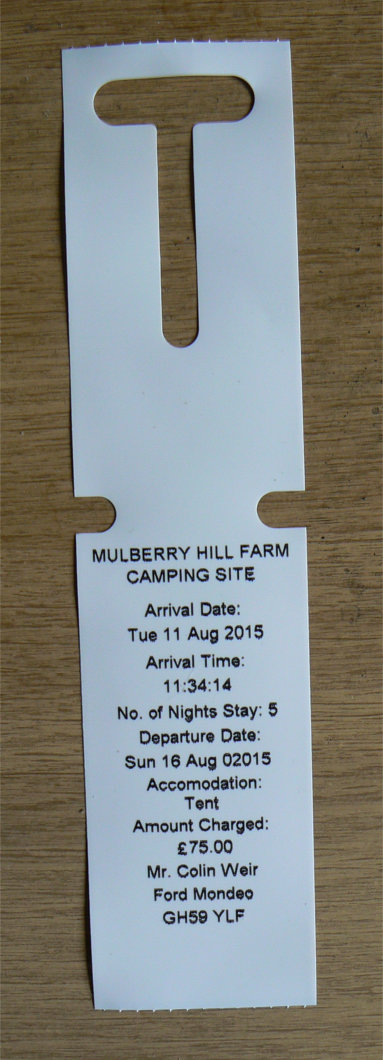 MULBERRY HILL FARM
CAMPING SITE
Arrival Date:
Tue 11 Aug 2015
Arrival Time:
11:34:14
No. of Nights Stay: 5
Departure Date:
Sun 16 Aug 02015
Accomodation:
Tent
Amount Charged:
£75.00
Mr. Colin Weir
Ford Mondeo
GH59 YLF